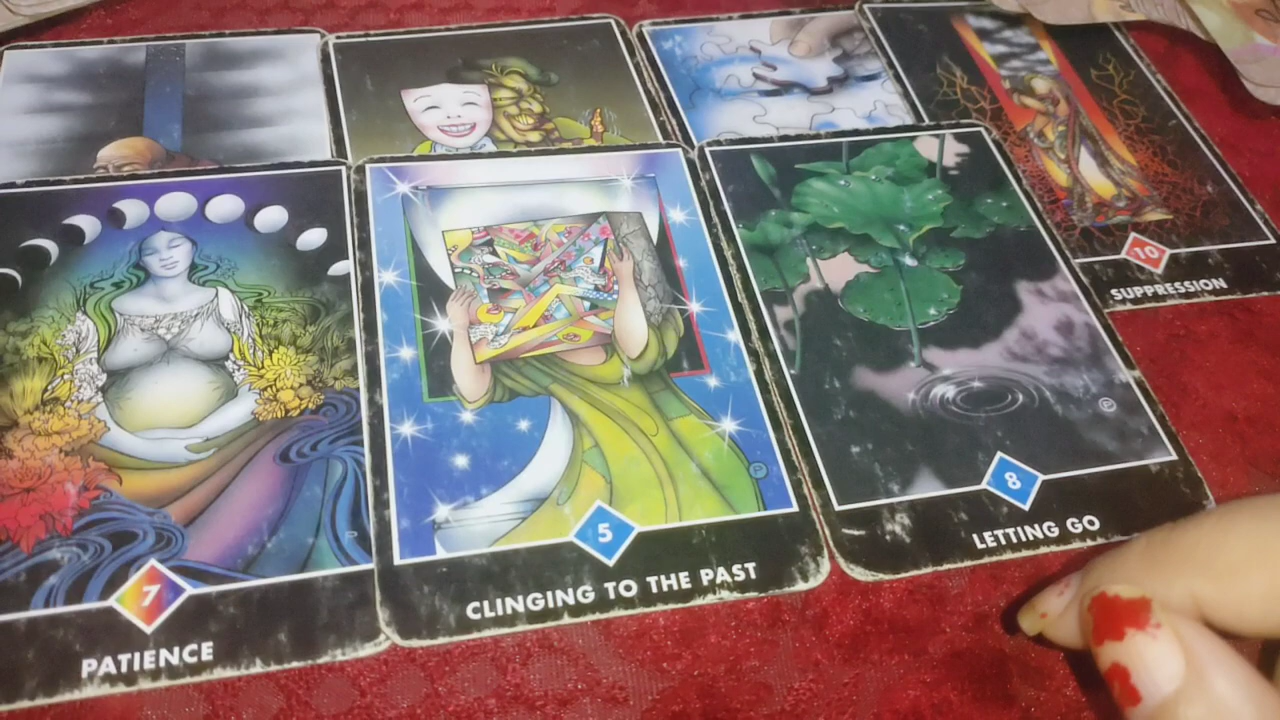 10
SUPPRESSION
8
LETTING GO
5
CLINGING TO THE PAST
7
PATIENCE